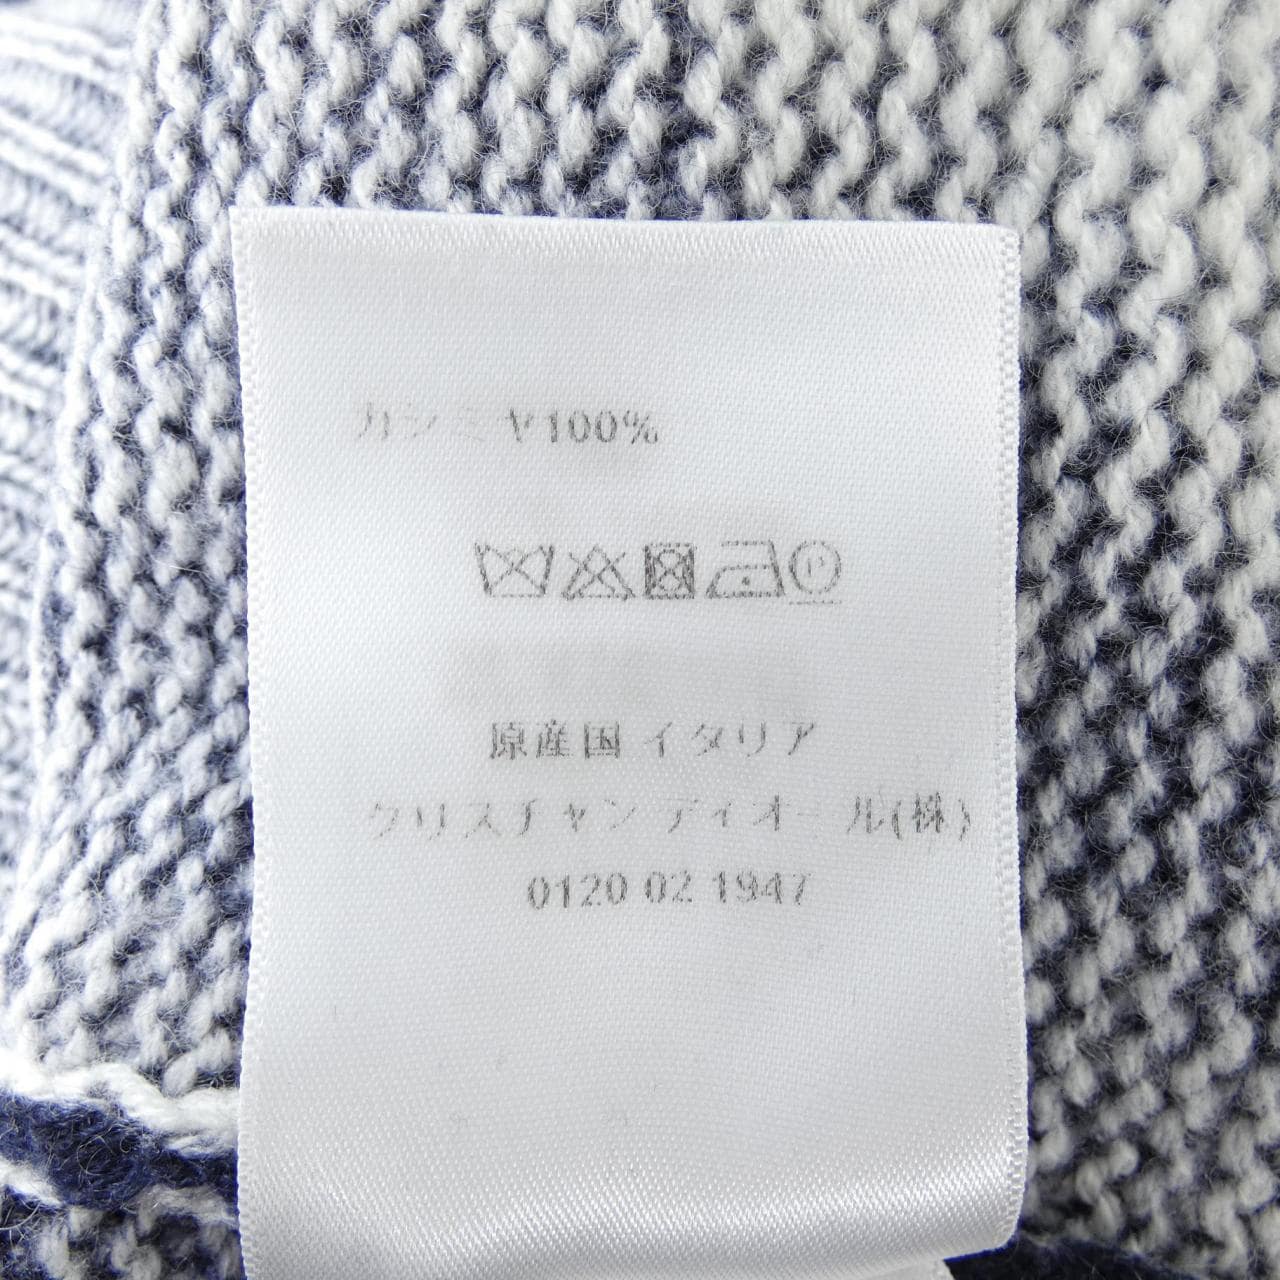 カシミヤ100%
P
原産国 イタリア
クリスチャン ディオール(株)
0120 02 1947